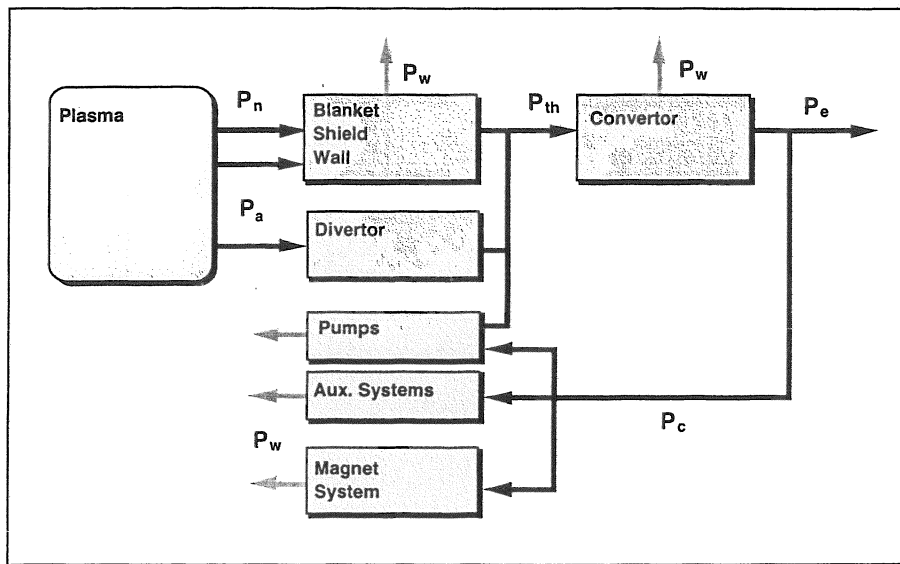 Plasma
Pn
Pa
Blanket
Shield
Wall
Pw
Divertor
Pumps
Aux. Systems
Pw
Magnet
System
Pth
Convertor
Pw
Pe
Pc